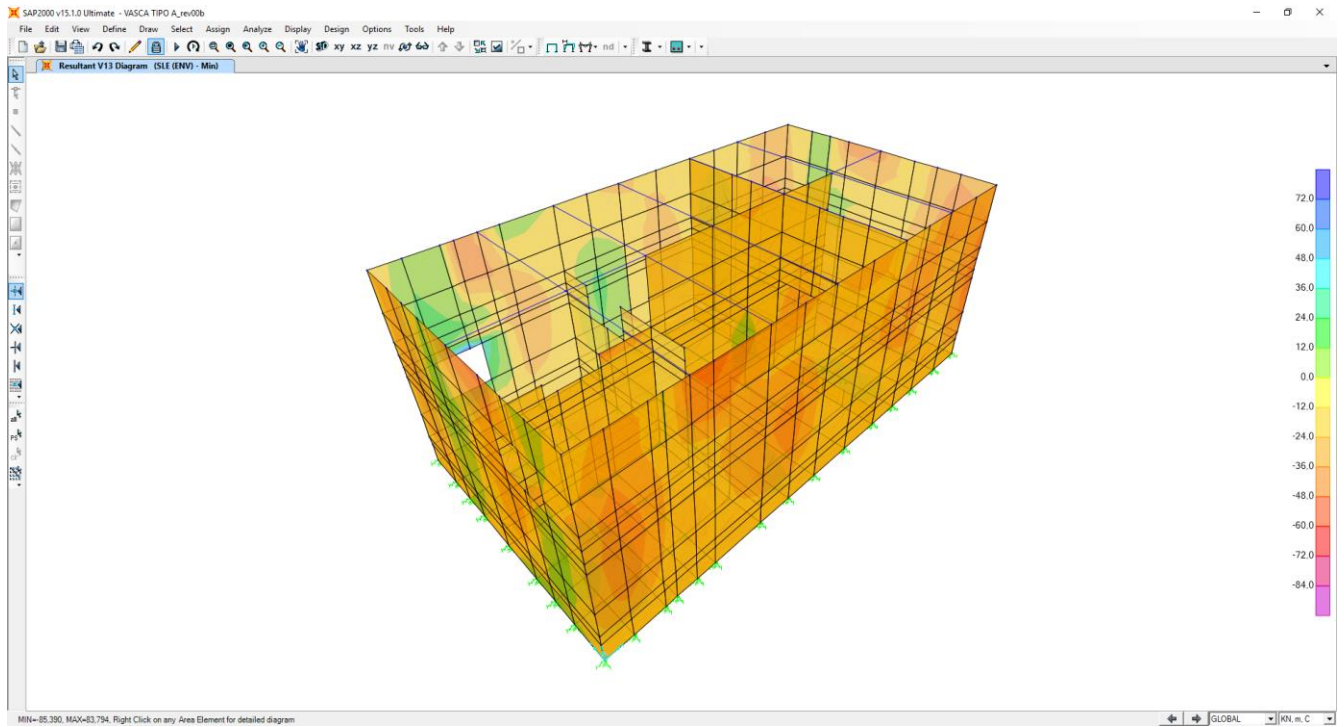 SAP2000 v15.1.0 Ultimate - VASCA TIPO A_rev00b
File Edit View Define Draw Select Assign Analyze Display Design Options Tools Help
xy xz yz nv nd
Resultant V13 Diagram (SLE (ENV) - Min)
72.0
60.0
48.0
36.0
24.0
12.0
0.0
-12.0
-24.0
-36.0
-48.0
-60.0
-72.0
-84.0
MIN=-85,390, MAX=83,794, Right Click on any Area Element for detailed diagram
GLOBAL
KN, m, C